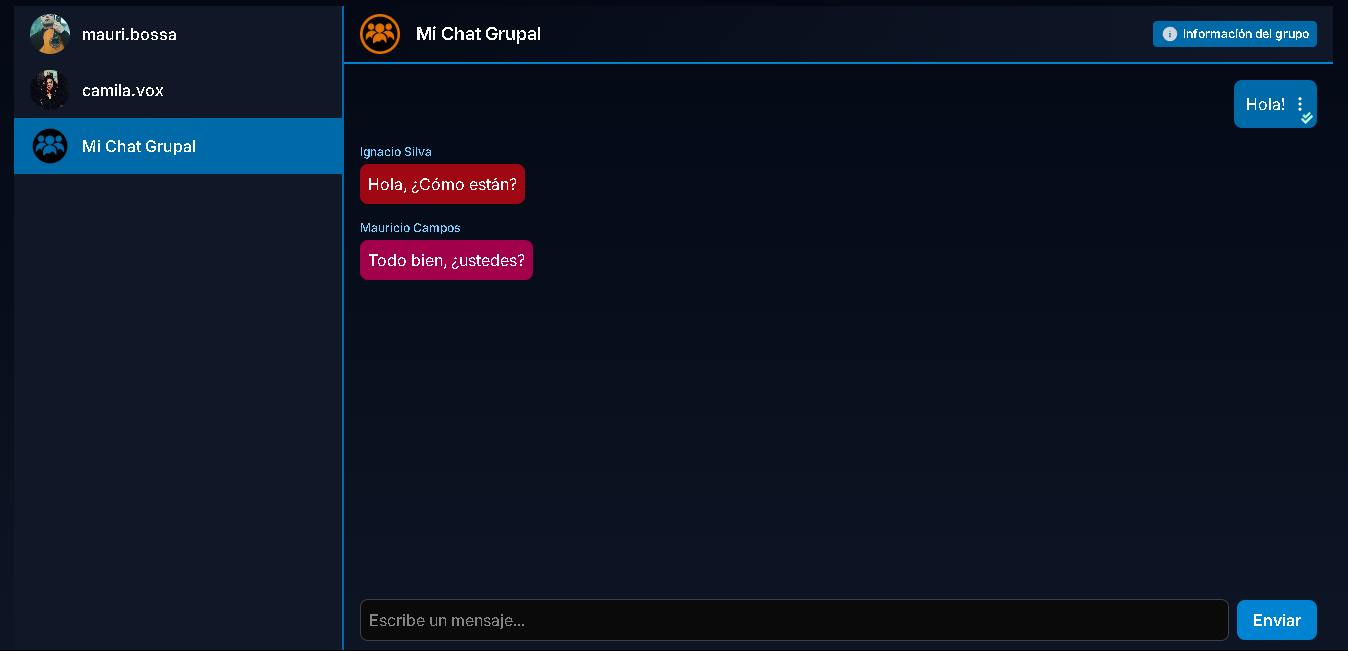 mauri.bossa
camila.vox
Mi Chat Grupal
Mi Chat Grupal
Información del grupo
Hola!
Ignacio Silva
Hola, ¿Cómo están?
Mauricio Campos
Todo bien, ¿ustedes?
Escribe un mensaje...
Enviar